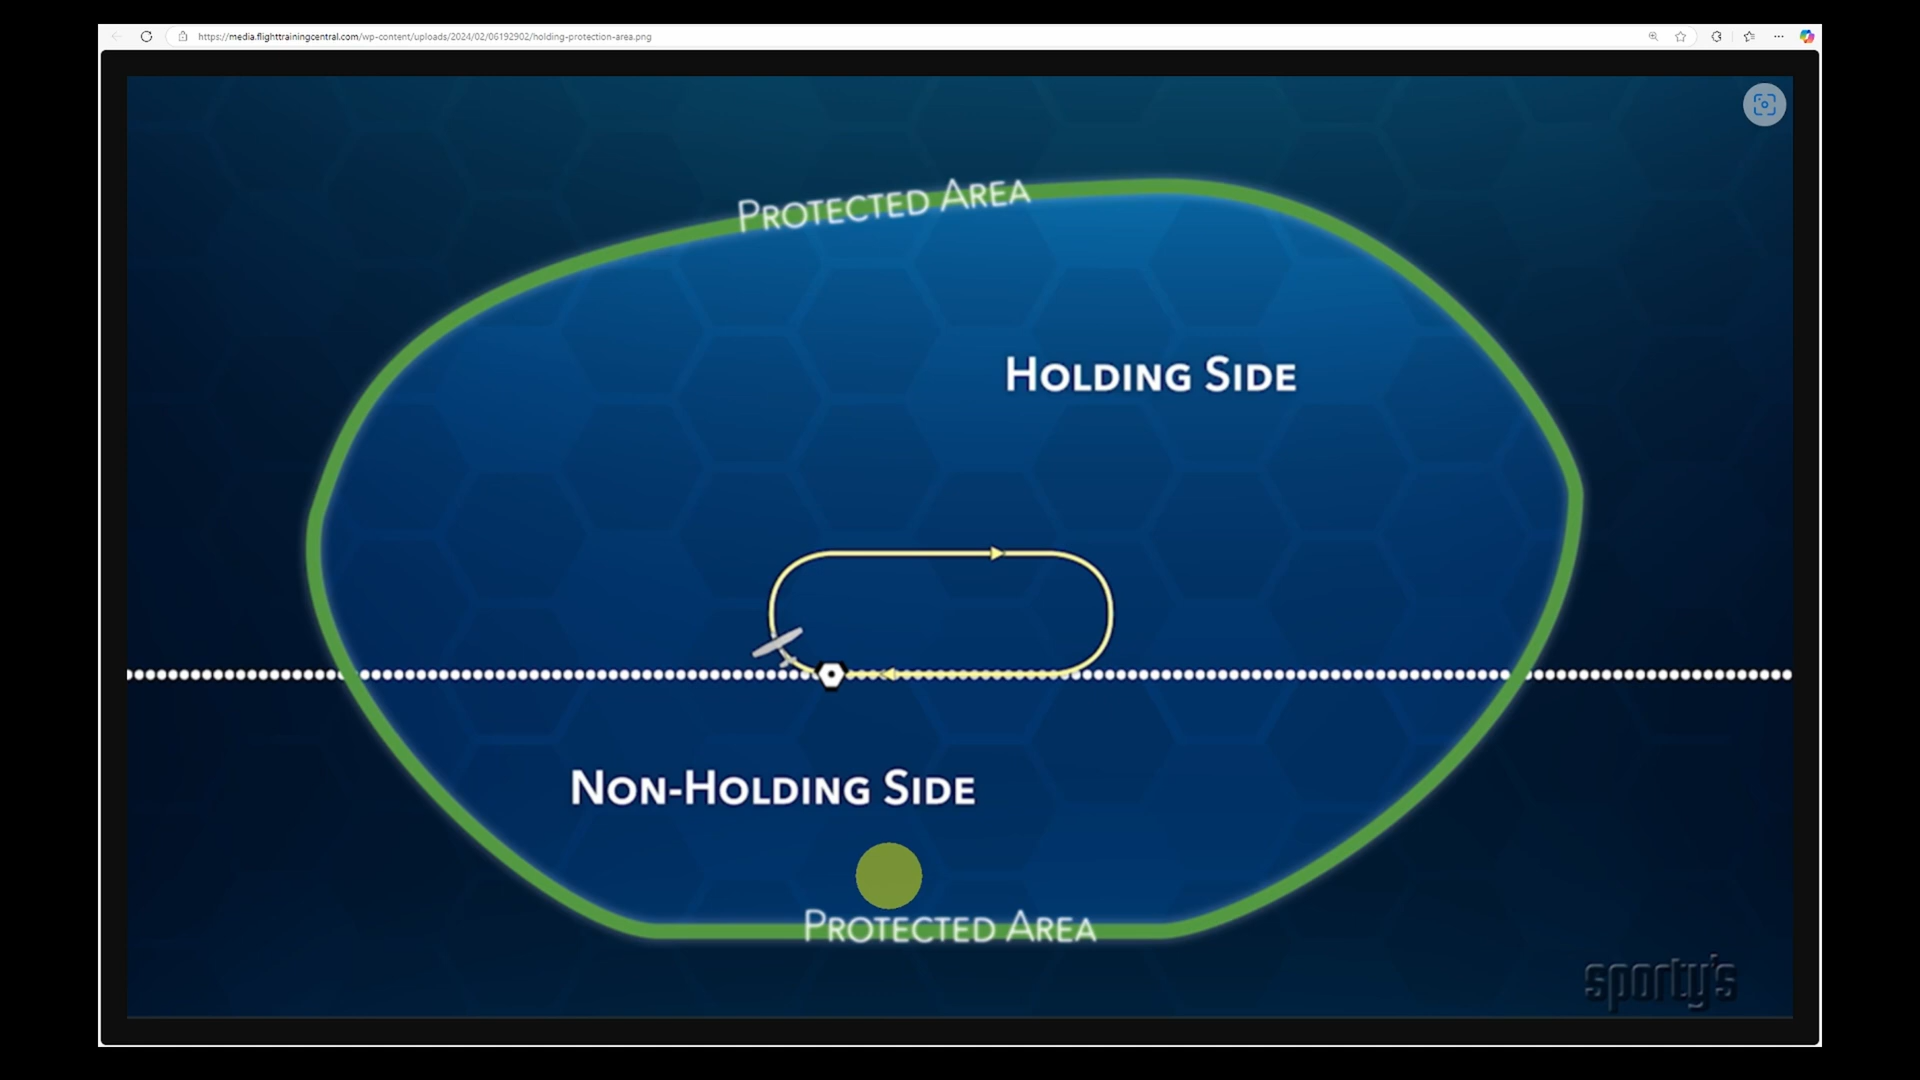 https://media.flighttrainingcentral.com/wp-content/uploads/2024/02/06192902/holding-protection-area.png
PROTECTED AREA
HOLDING SIDE
NON-HOLDING SIDE
PROTECTED AREA
sporty's